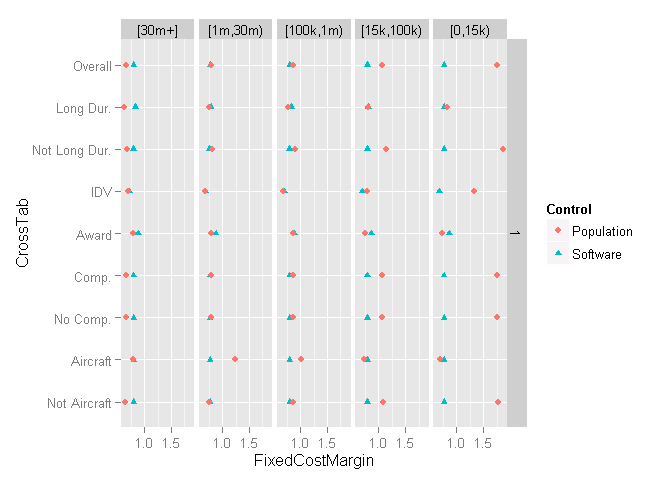 [30m+] [1m,30m) [100k,1m) [15k,100k) [0,15k)
Overall
Long Dur.
Not Long Dur.
IDV
Award
Comp.
No Comp.
Aircraft
Not Aircraft
CrossTab
1
1.0 1.5 1.0 1.5 1.0 1.5 1.0 1.5 1.0 1.5
FixedCostMargin
Control
Population
Software